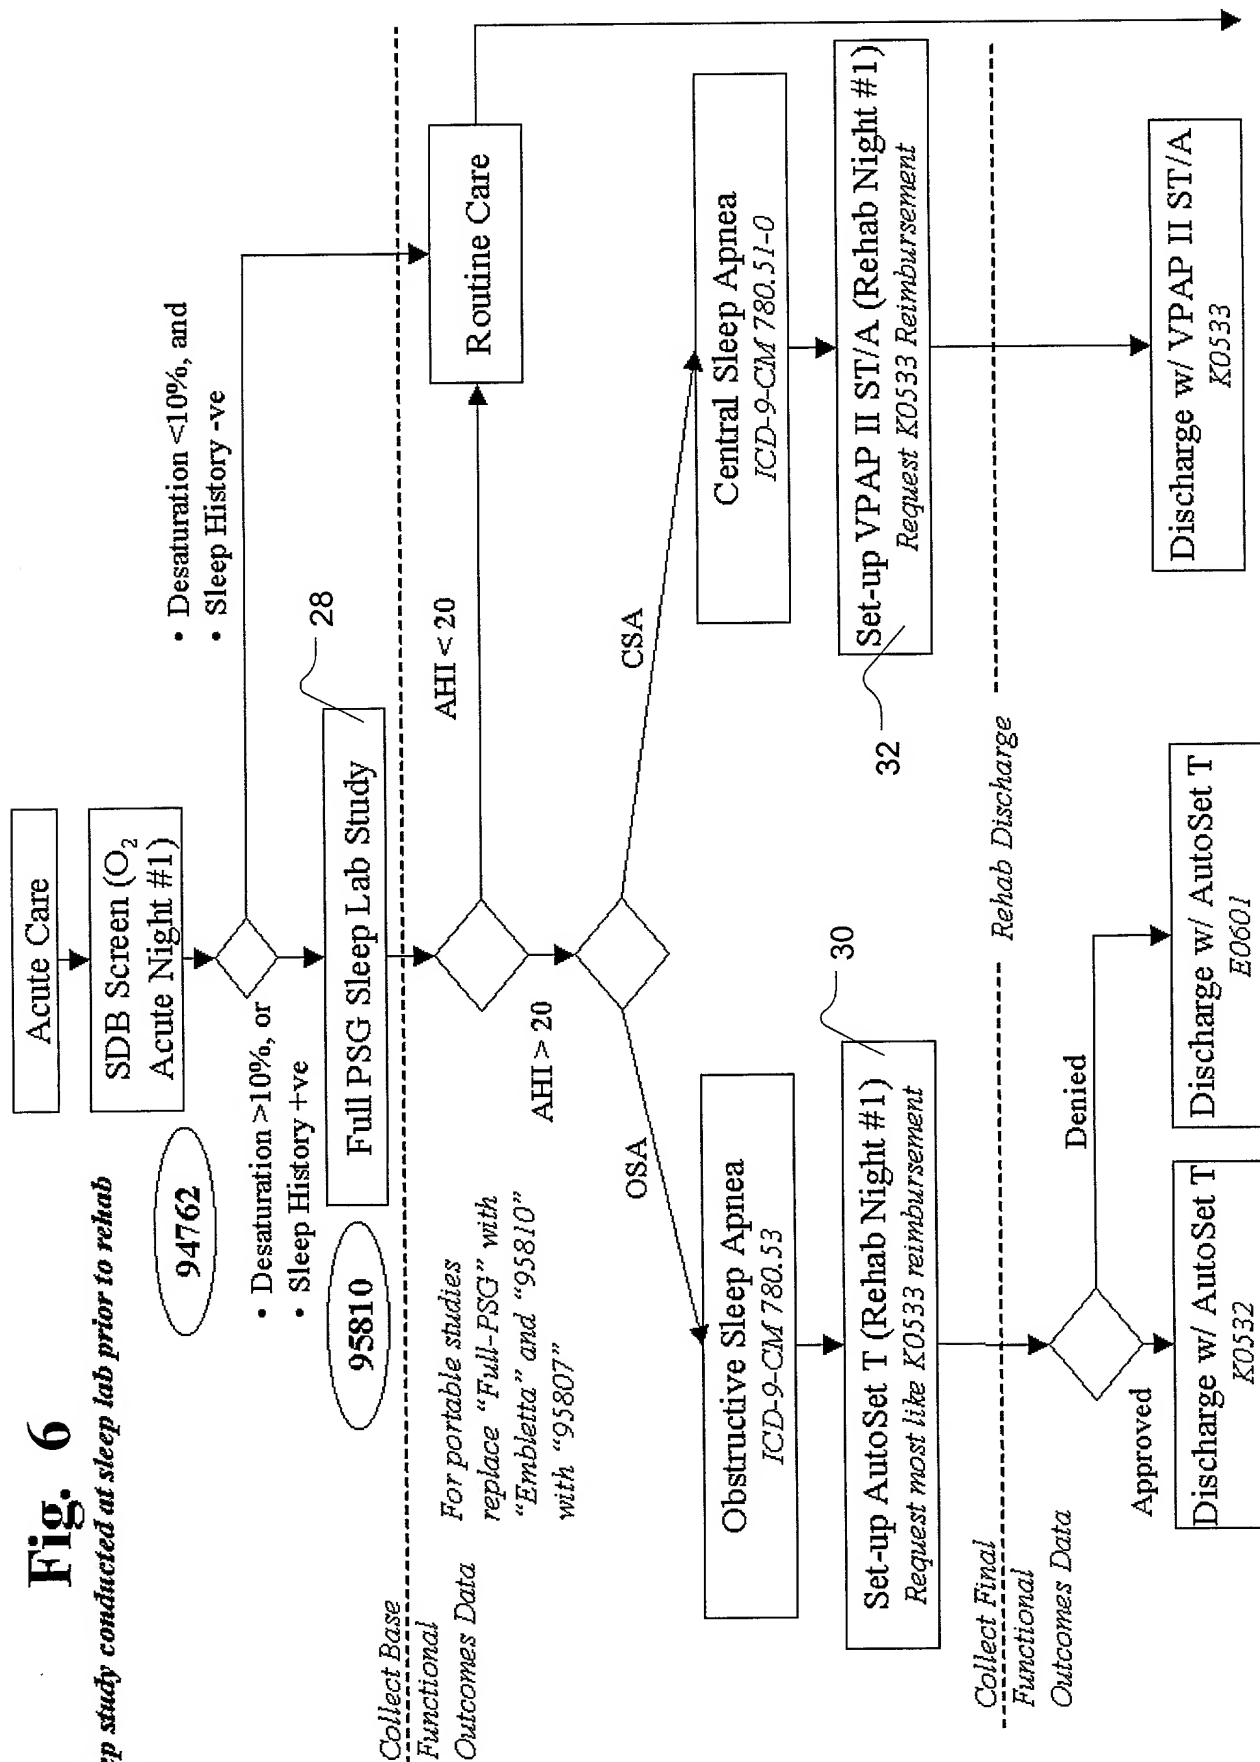 Fig. 6
study conducted at sleep lab prior to rehab
Acute Care
SDB Screen (O2
Acute Night #1)
94762
• Desaturation <10%, and
• Sleep History -ve
• Desaturation >10%, or
• Sleep History +ve
Full PSG Sleep Lab Study
28
95810
Collect Base
Functional
Outcomes Data
For portable studies
replace "Full-PSG" with
"Embletta" and "95810"
with "95807"
AHI < 20
Routine Care
AHI > 20
OSA
CSA
Obstructive Sleep Apnea
ICD-9-CM 780.53
Central Sleep Apnea
ICD-9-CM 780.51-0
Set-up AutoSet T (Rehab Night #1)
Request most like K0533 reimbursement
30
Set-up VPAP II ST/A (Rehab Night #1)
Request K0533 Reimbursement
32
Collect Final
Functional
Outcomes Data
Rehab Discharge
Approved
Denied
Discharge w/ AutoSet T
K0532
Discharge w/ AutoSet T
E0601
Discharge w/ VPAP II ST/A
K0533